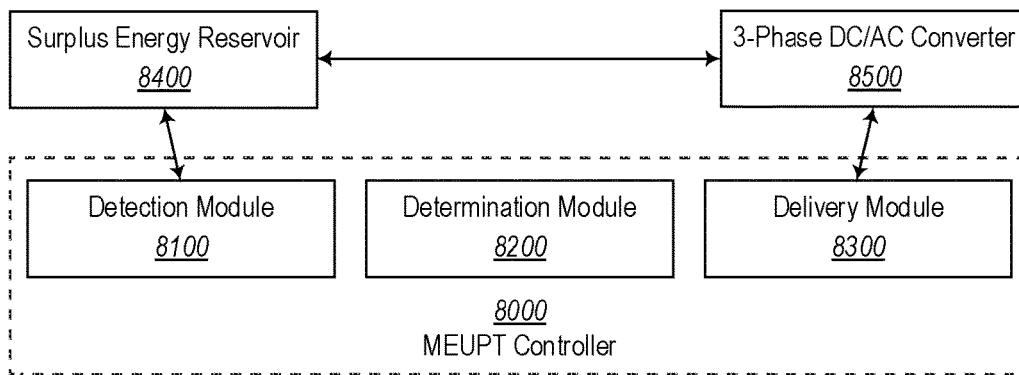 Surplus Energy Reservoir
8400
3-Phase DC/AC Converter
8500
Detection Module
8100
Determination Module
8200
Delivery Module
8300
8000
MEUPT Controller